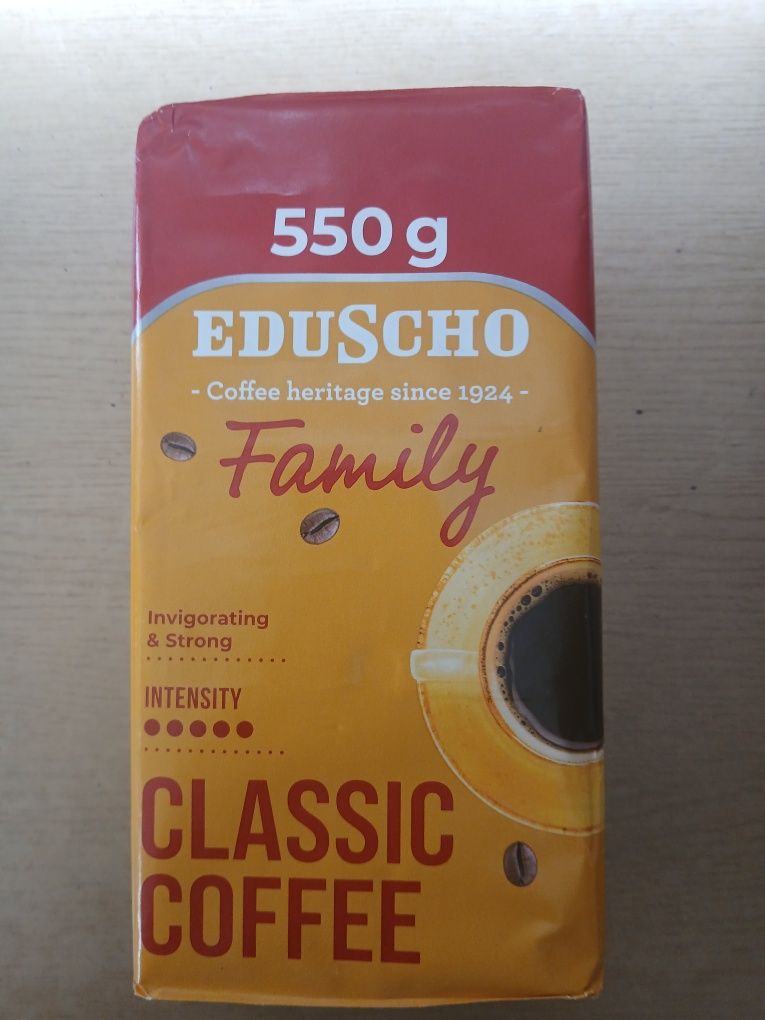 550 g
EDUSCHO
- Coffee heritage since 1924 -
Family
Invigorating
& Strong
INTENSITY
CLASSIC
COFFEE